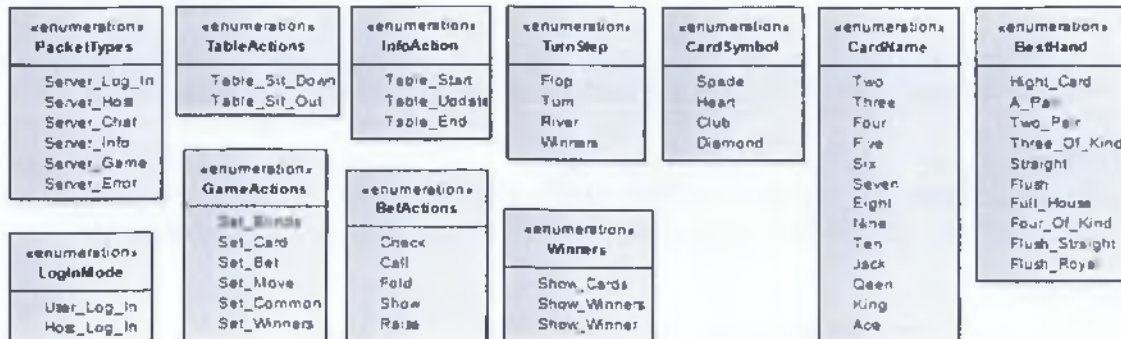 «enumeration»
PacketTypes
Server_Log_In
Server_Host
Server_Chat
Server_Info
Server_Game
Server_Error
«enumeration»
TableActions
Table_Sit_Down
Table_Sit_Out
«enumeration»
InfoAction
Table_Start
Table_Update
Table_End
«enumeration»
TurnStep
Flop
Turn
River
Winners
«enumeration»
CardSymbol
Spade
Heart
Club
Diamond
«enumeration»
CardName
Two
Three
Four
Five
Six
Seven
Eight
Nine
Ten
Jack
Qeen
King
Ace
«enumeration»
BestHand
Hight_Card
A_Pair
Two_Pair
Three_Of_Kind
Straight
Flush
Full_House
Four_Of_Kind
Flush_Straight
Flush_Royal
«enumeration»
LogInMode
User_Log_In
Host_Log_In
«enumeration»
GameActions
Set_Blinds
Set_Card
Set_Bet
Set_Move
Set_Common
Set_Winners
«enumeration»
BetActions
Check
Call
Fold
Show
Raise
«enumeration»
Winners
Show_Cards
Show_Winners
Show_Winner